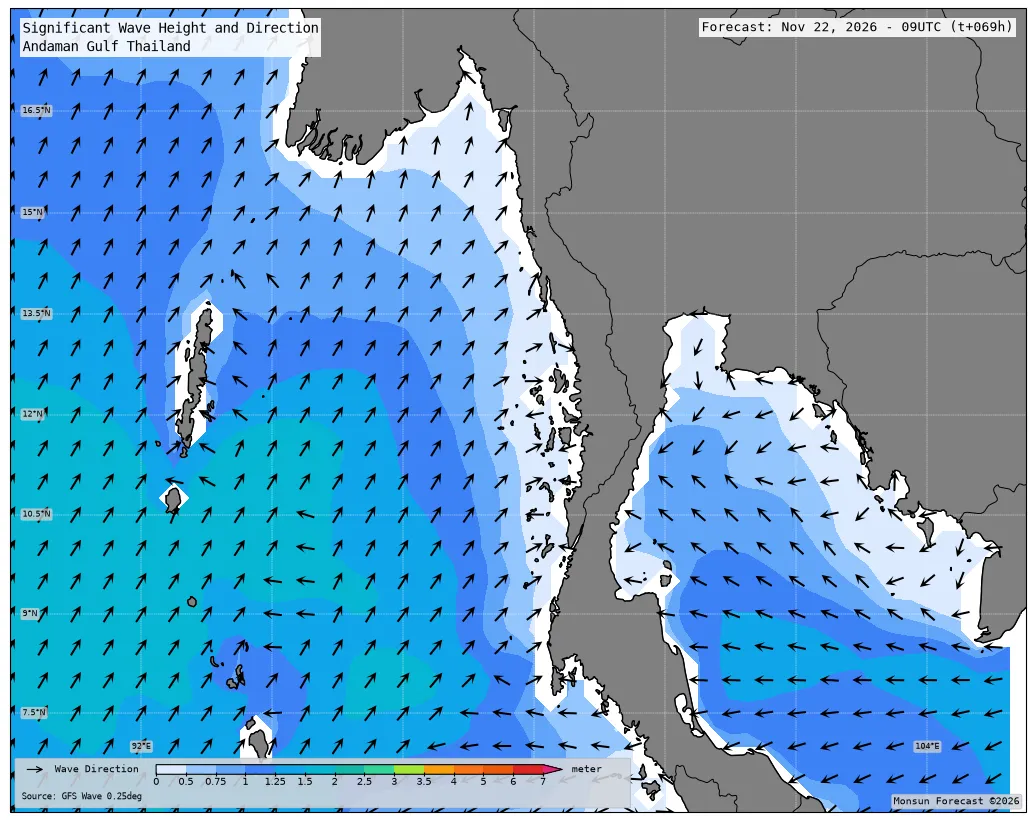 Significant Wave Height and Direction
Andaman Gulf Thailand
Forecast: Nov 22, 2026 - 09UTC (t+069h)
16.5°N
15°N
13.5°N
12°N
10.5°N
9°N
7.5°N
92°E
104°E
Wave Direction
meter
0.5 0.75 1 1.25 1.5 2 2.5 3 3.5 4 5 6 7
Source: GFS Wave 0.25deg
Monsun Forecast ©2026